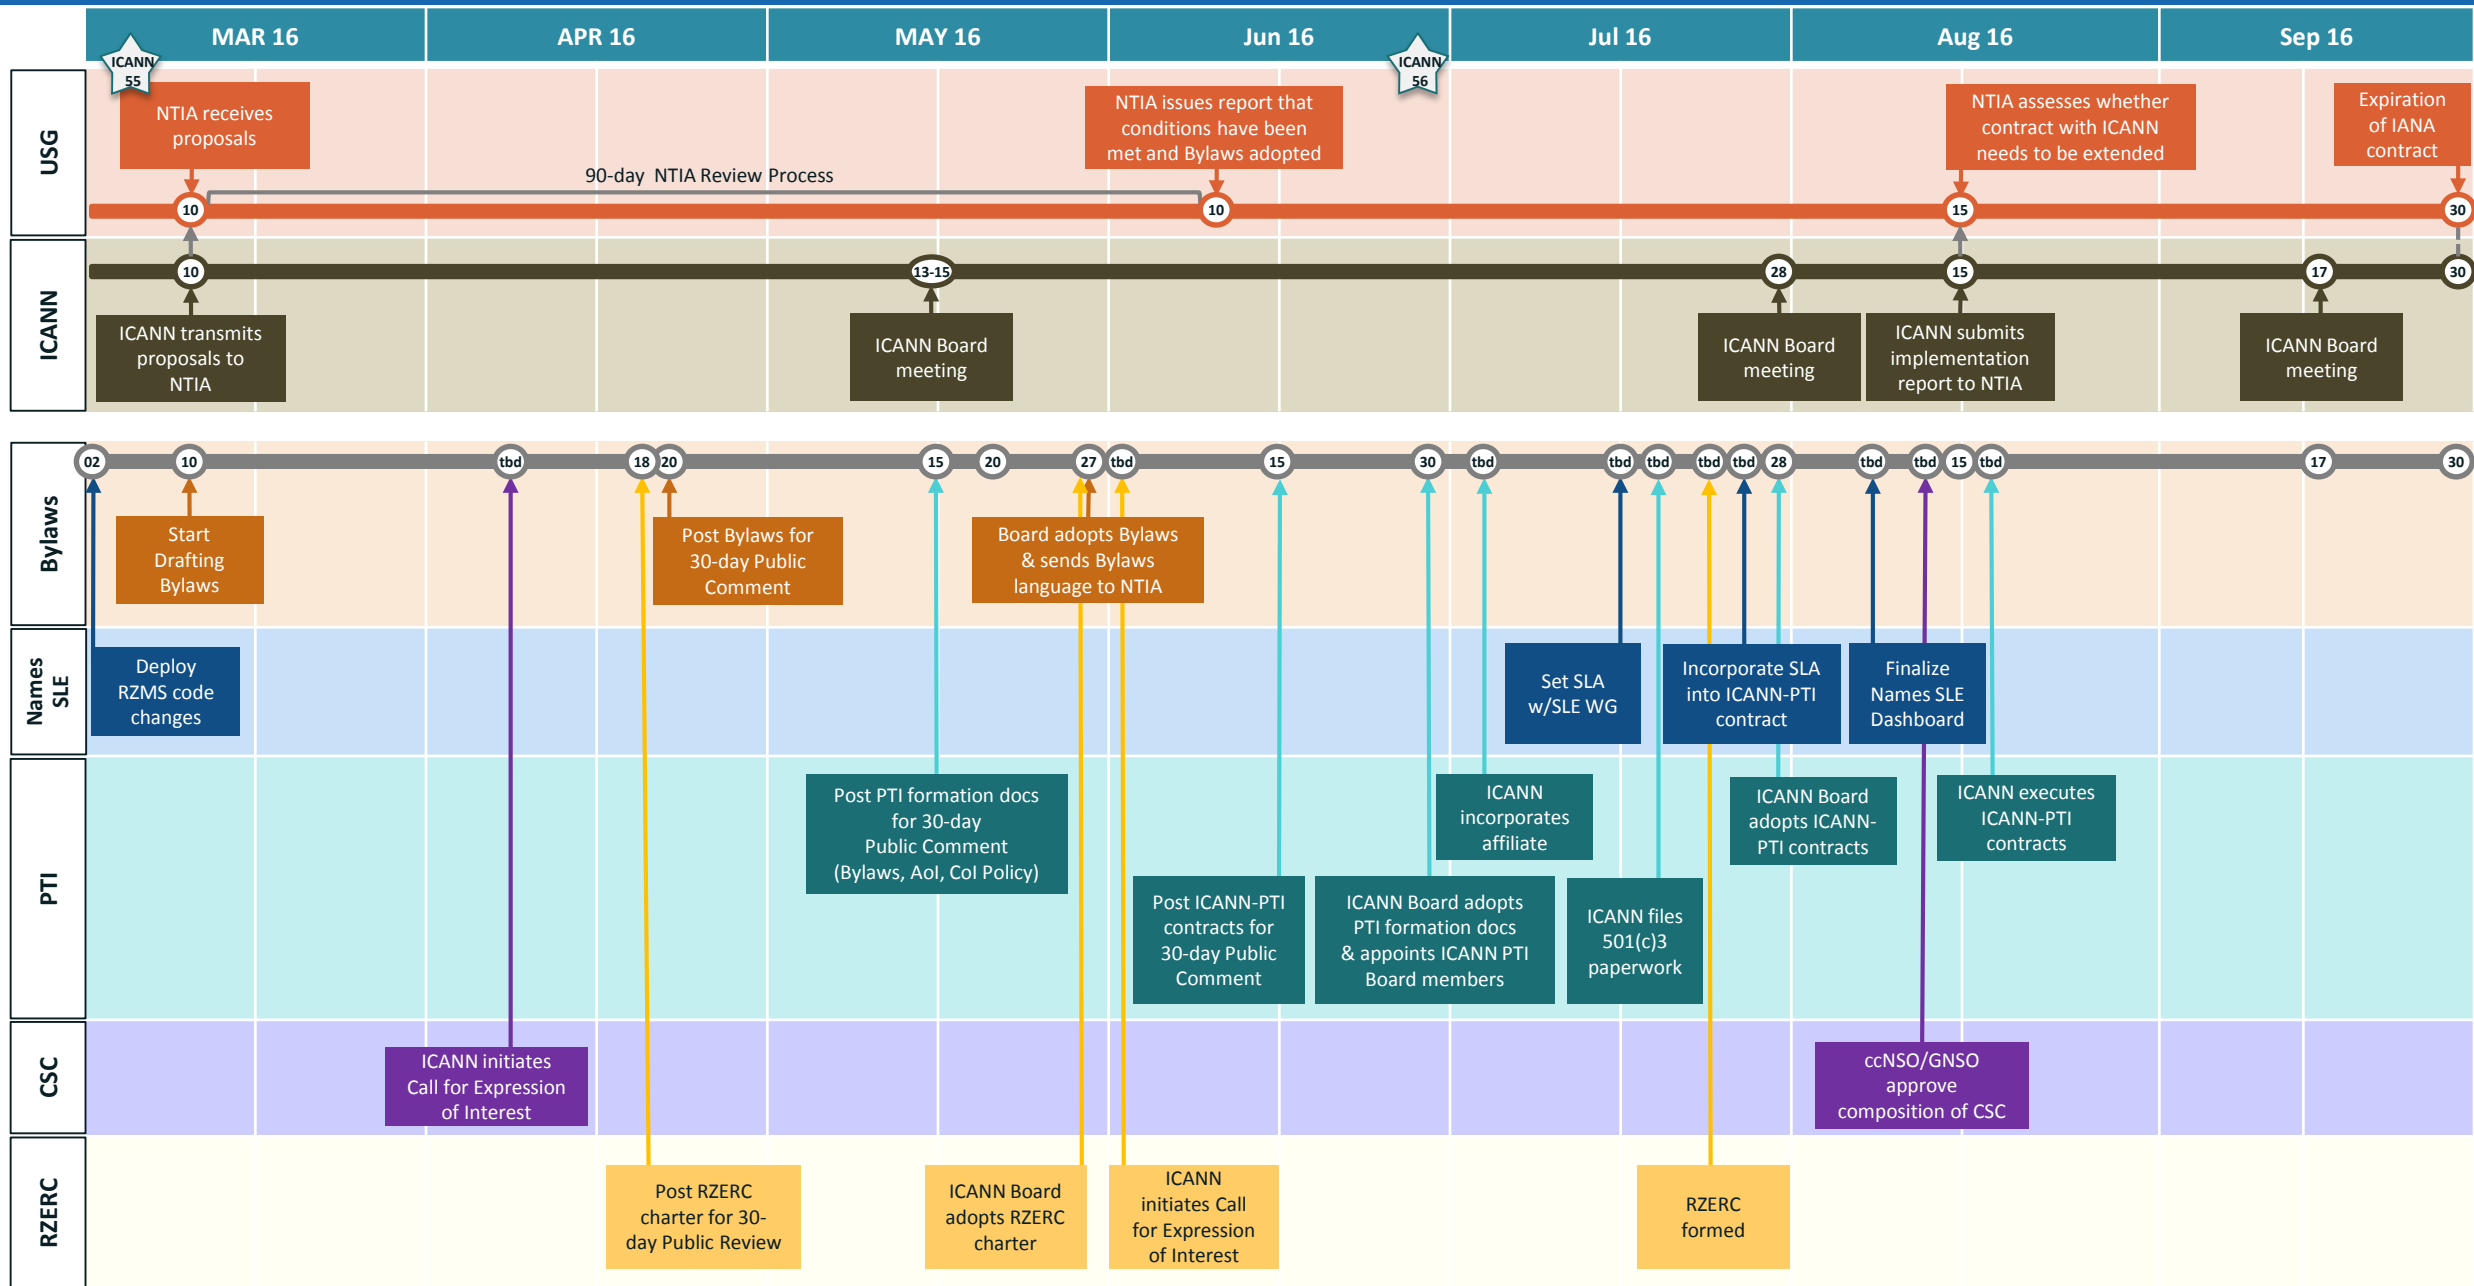 MAR 16
APR 16
MAY 16
Jun 16
Jul 16
Aug 16
Sep 16
ICANN
55
ICANN
56
USG
NTIA receives
proposals
90-day NTIA Review Process
NTIA issues report that
conditions have been
met and Bylaws adopted
NTIA assesses whether
contract with ICANN
needs to be extended
Expiration
of IANA
contract
10
10
15
30
ICANN
10
13-15
28
15
17
30
ICANN transmits
proposals to
NTIA
ICANN Board
meeting
ICANN Board
meeting
ICANN submits
implementation
report to NTIA
ICANN Board
meeting
Bylaws
02
10
tbd
18
20
15
20
27
tbd
15
30
tbd
tbd
tbd
tbd
tbd
28
tbd
tbd
15
tbd
17
30
Start
Drafting
Bylaws
Post Bylaws for
30-day Public
Comment
Board adopts Bylaws
& sends Bylaws
language to NTIA
Names
SLE
Deploy
RZMS code
changes
Set SLA
w/SLE WG
Incorporate SLA
into ICANN-PTI
contract
Finalize
Names SLE
Dashboard
PTI
Post PTI formation docs
for 30-day
Public Comment
(Bylaws, AoI, CoI Policy)
ICANN
incorporates
affiliate
ICANN Board
adopts ICANN-
PTI contracts
ICANN executes
ICANN-PTI
contracts
Post ICANN-PTI
contracts for
30-day Public
Comment
ICANN Board adopts
PTI formation docs
& appoints ICANN PTI
Board members
ICANN files
501(c)3
paperwork
CSC
ICANN initiates
Call for Expression
of Interest
ccNSO/GNSO
approve
composition of CSC
RZERC
Post RZERC
charter for 30-
day Public Review
ICANN Board
adopts RZERC
charter
ICANN
initiates Call
for Expression
of Interest
RZERC
formed